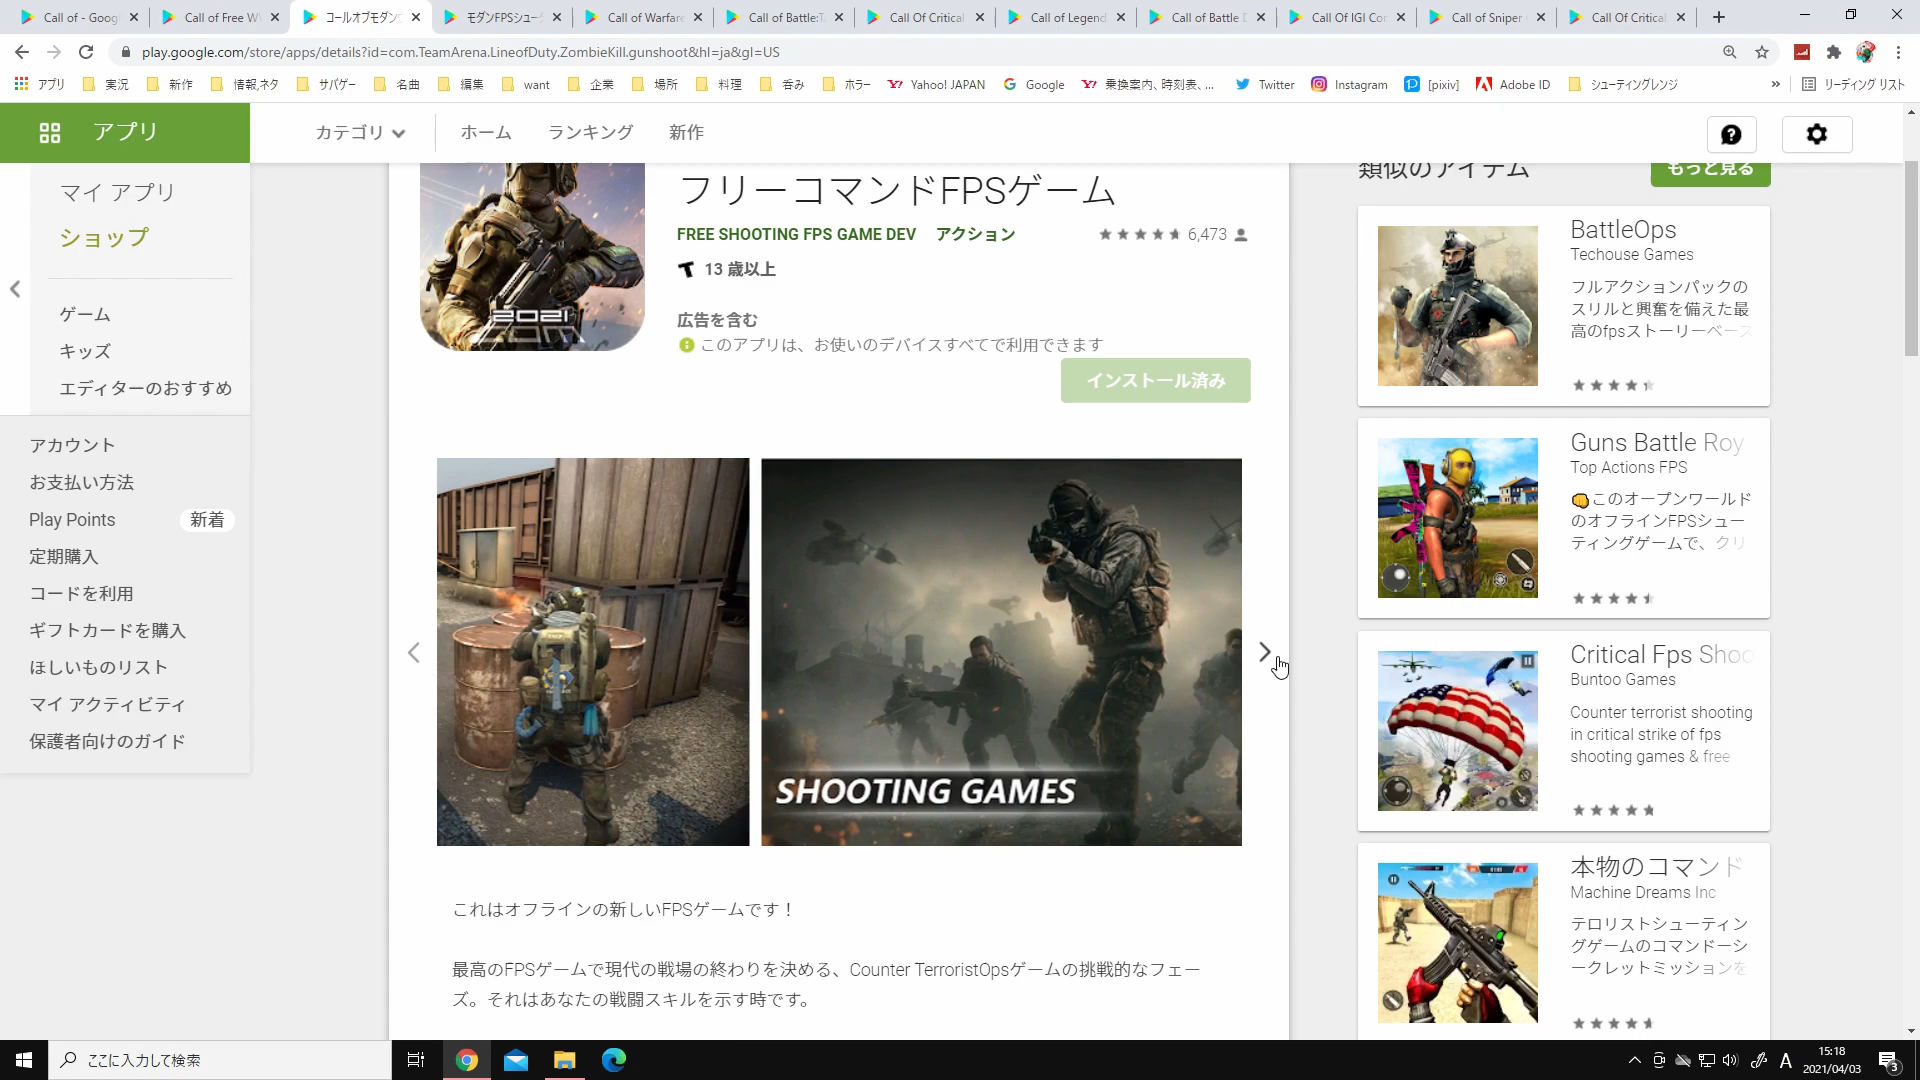 Call of - Goog
Call of Free W
コールオブモダン
モダンFPSシュー
Call of Warfare
Call of Battle:
Call Of Critical
Call of Legend
Call of Battle
Call Of IGI Co
Call of Sniper
Call Of Critical
play.google.com/store/apps/details?id=com.TeamArena.LineofDuty.ZombieKill.gunshoot&hl=ja&gl=US
アプリ 実況 新作 情報,ネタ サバゲー 名曲 編集 want 企業 場所 料理 呑み ホラー Yahoo! JAPAN Google 乗換案内、時刻表、... Twitter Instagram [pixiv] Adobe ID シューティングレンジ » リーディング リスト
アプリ
カテゴリ ホーム ランキング 新作
マイ アプリ
ショップ
ゲーム
キッズ
エディターのおすすめ
アカウント
お支払い方法
Play Points 新着
定期購入
コードを利用
ギフトカードを購入
ほしいものリスト
マイ アクティビティ
保護者向けのガイド
2021
フリーコマンドFPSゲーム
FREE SHOOTING FPS GAME DEV アクション 6,473
T 13 歳以上
広告を含む
このアプリは、お使いのデバイスすべてで利用できます
インストール済み
SHOOTING GAMES
これはオフラインの新しいFPSゲームです！
最高のFPSゲームで現代の戦場の終わりを決める、Counter TerroristOpsゲームの挑戦的なフェー
ズ。それはあなたの戦闘スキルを示す時です。
類似のアイテム もっと見る
BattleOps
Techouse Games
フルアクションパックの
スリルと興奮を備えた最
高のfpsストーリーベース
Guns Battle Roy
Top Actions FPS
👊このオープンワールド
のオフラインFPSシュー
ティングゲームで、クリ
Critical Fps Shoo
Buntoo Games
Counter terrorist shooting
in critical strike of fps
shooting games & free
本物のコマンド
Machine Dreams Inc
テロリストシューティン
グゲームのコマンドーシ
ークレットミッションを
ここに入力して検索
A
15:18
2021/04/03
3